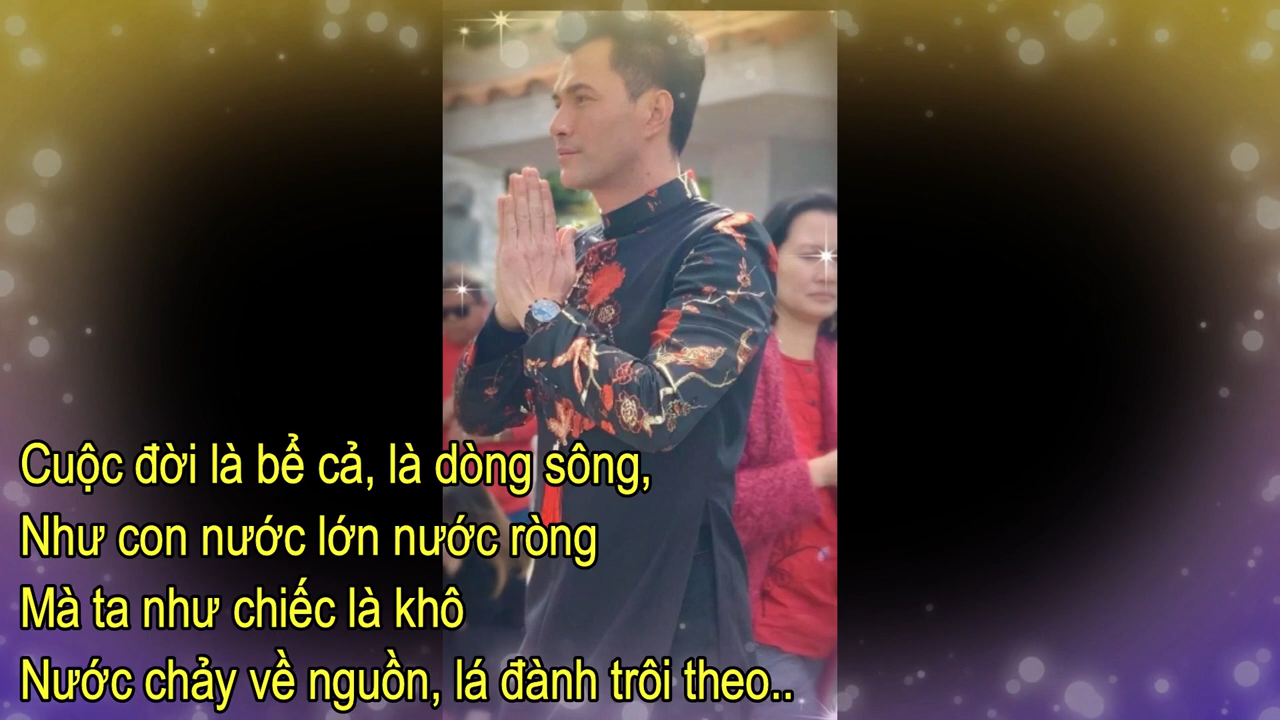 Cuộc đời là bể cả, là dòng sông,
Như con nước lớn nước ròng
Mà ta như chiếc là khô
Nước chảy về nguồn, lá đành trôi theo..